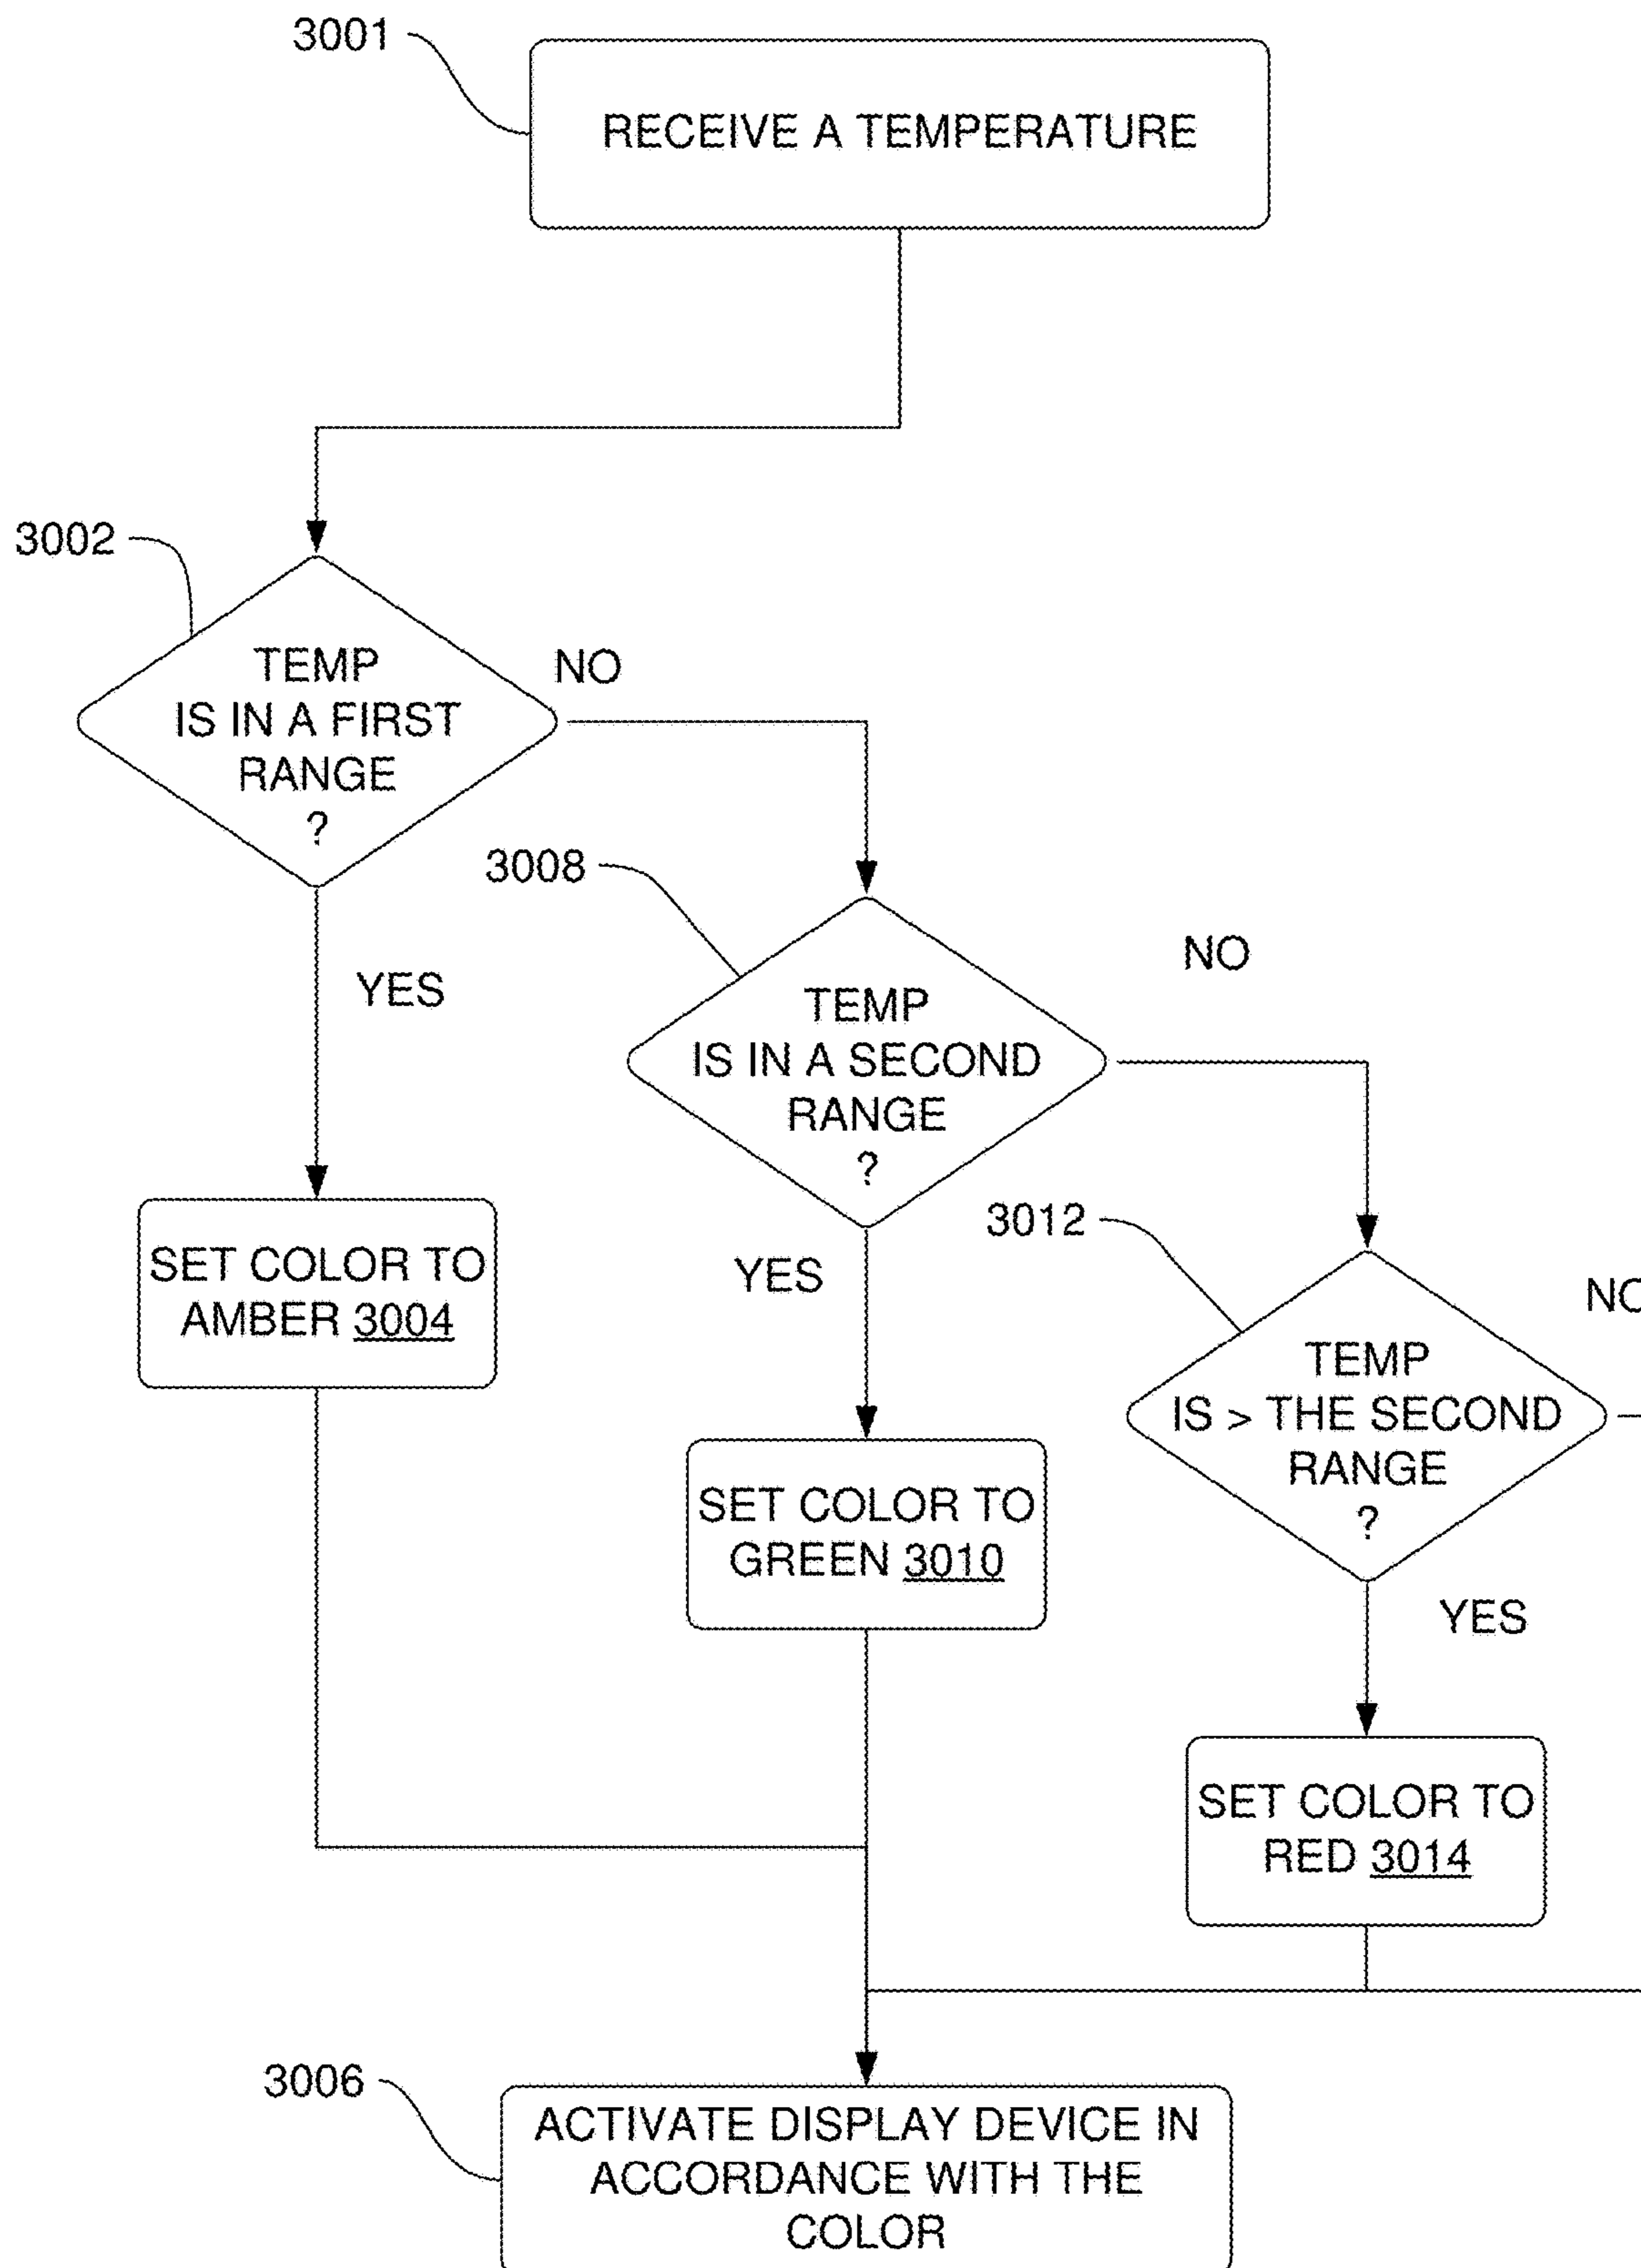 3001
RECEIVE A TEMPERATURE
3002
TEMP
IS IN A FIRST
RANGE
?
NO
3008
YES
TEMP
IS IN A SECOND
RANGE
?
NO
3012
SET COLOR TO
AMBER 3004
YES
TEMP
IS > THE SECOND
RANGE
?
SET COLOR TO
GREEN 3010
YES
SET COLOR TO
RED 3014
3006
ACTIVATE DISPLAY DEVICE IN
ACCORDANCE WITH THE
COLOR